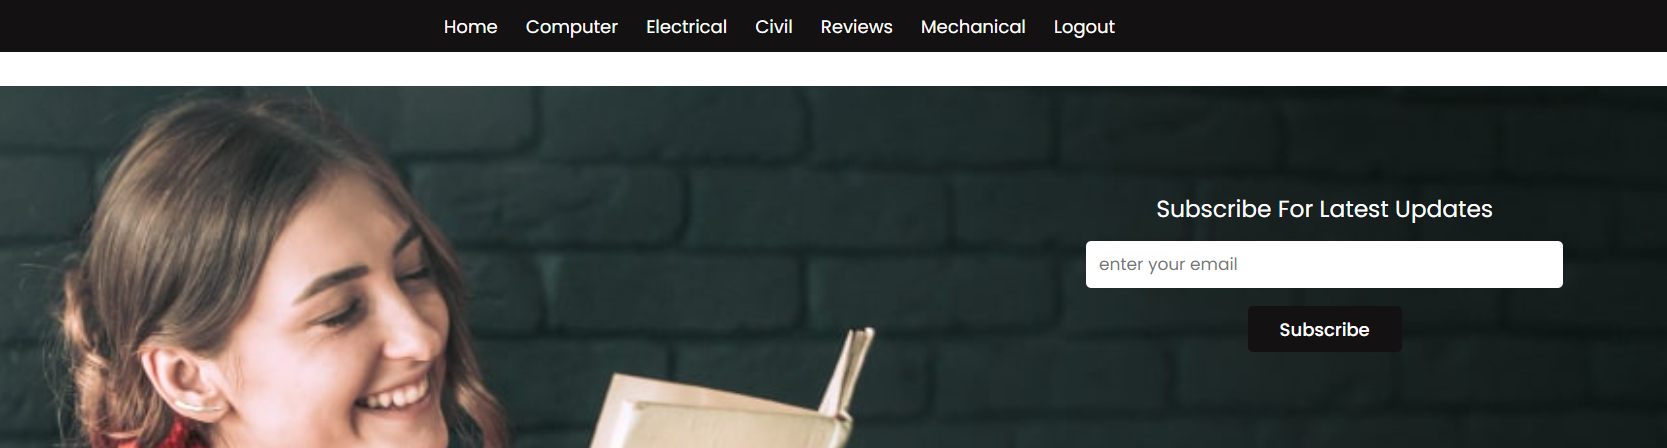 Home Computer Electrical Civil Reviews Mechanical Logout
Subscribe For Latest Updates
enter your email
Subscribe